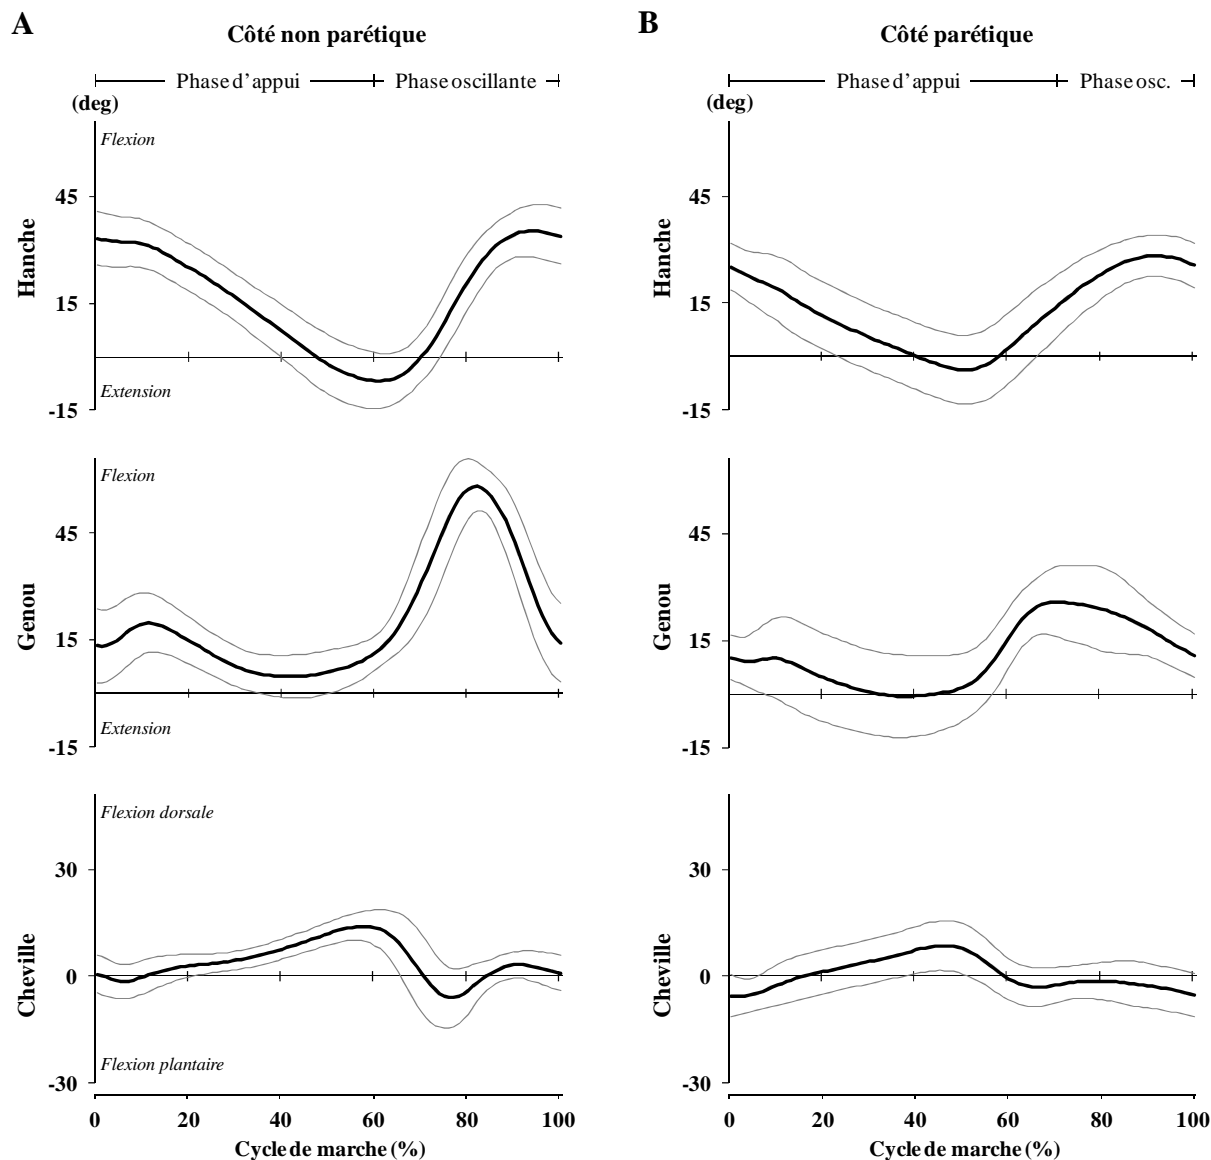 A
Côté non parétique
Phase d'appui
Phase oscillante
(deg)
Flexion
45
15
-15
Hanche
Extension
Flexion
45
15
-15
Genou
Extension
Flexion dorsale
30
0
-30
Cheville
Flexion plantaire
0 20 40 60 80 100
Cycle de marche (%)
B
Côté parétique
Phase d'appui
Phase osc.
(deg)
45
15
-15
Hanche
45
15
-15
Genou
30
0
-30
Cheville
0 20 40 60 80 100
Cycle de marche (%)